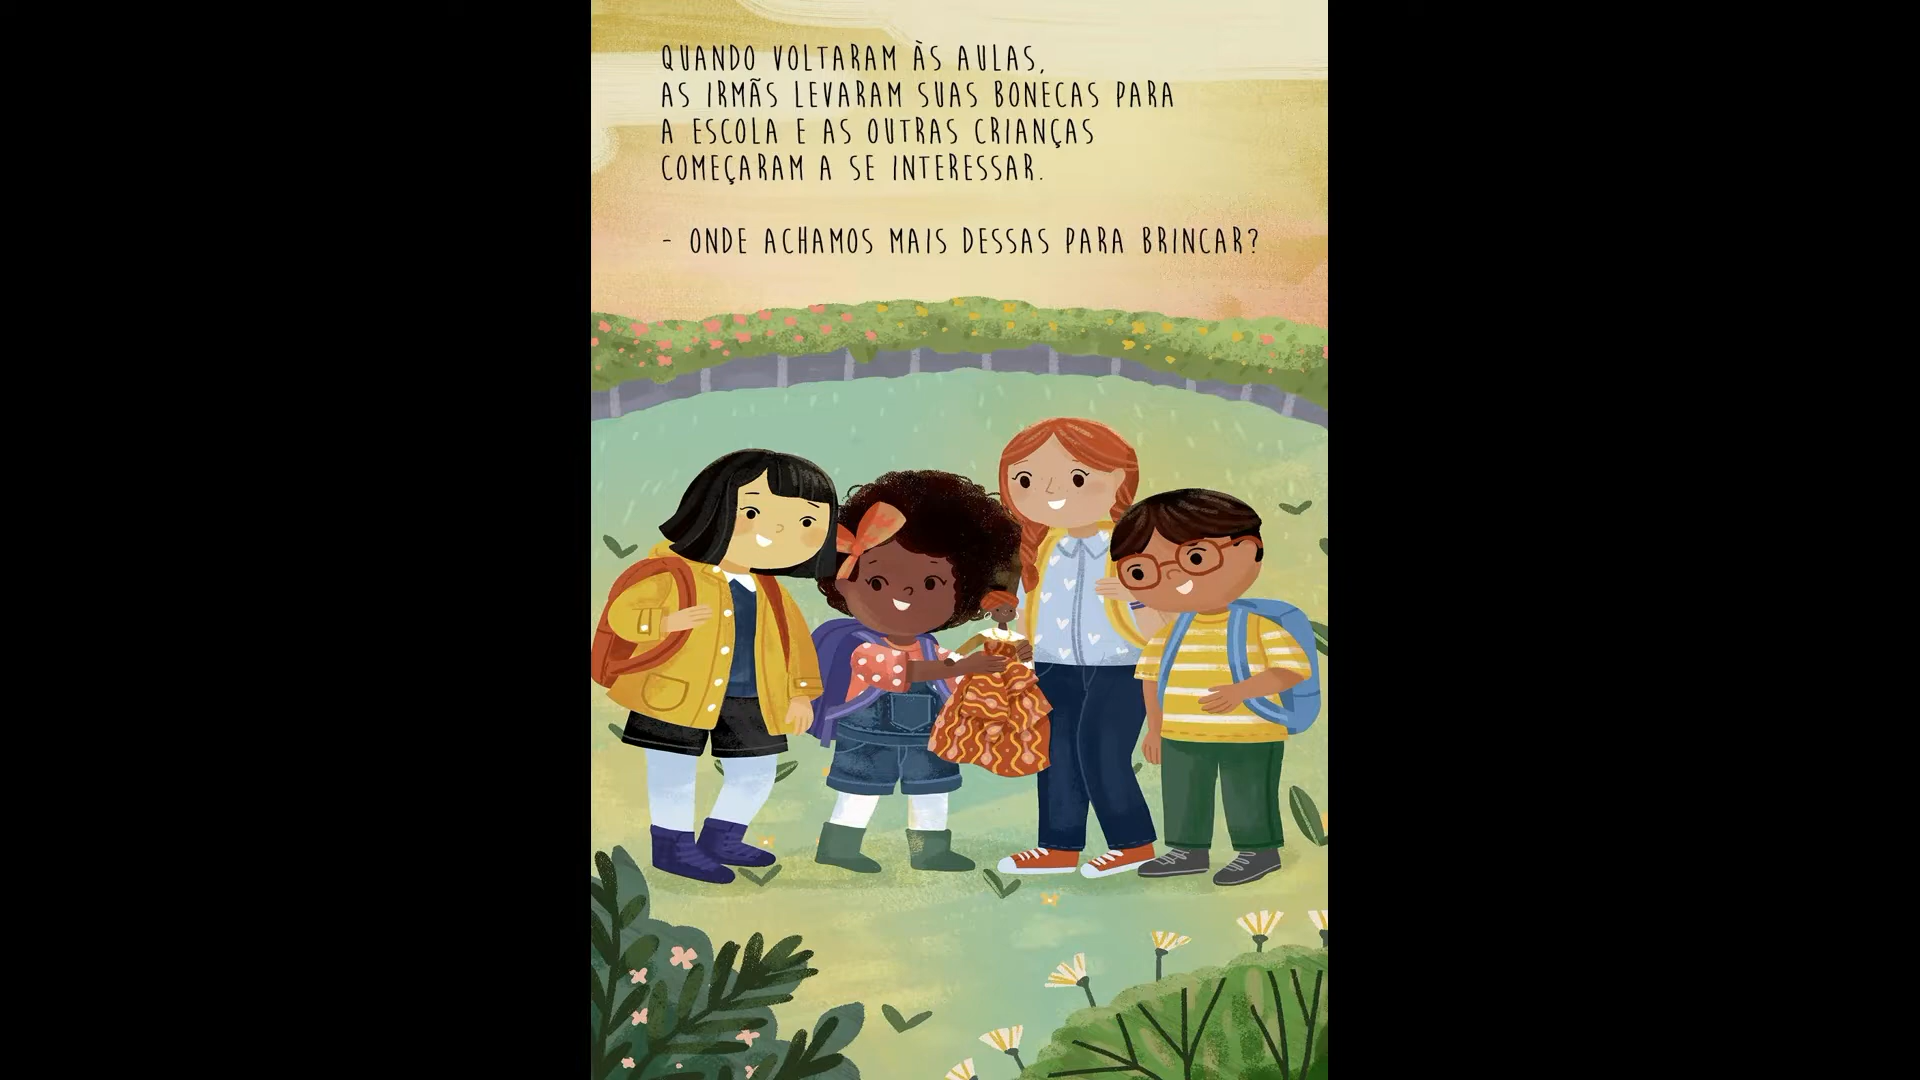 QUANDO VOLTARAM ÀS AULAS,
AS IRMÃS LEVARAM SUAS BONECAS PARA
A ESCOLA E AS OUTRAS CRIANÇAS
COMEÇARAM A SE INTERESSAR.
- ONDE ACHAMOS MAIS DESSAS PARA BRINCAR?